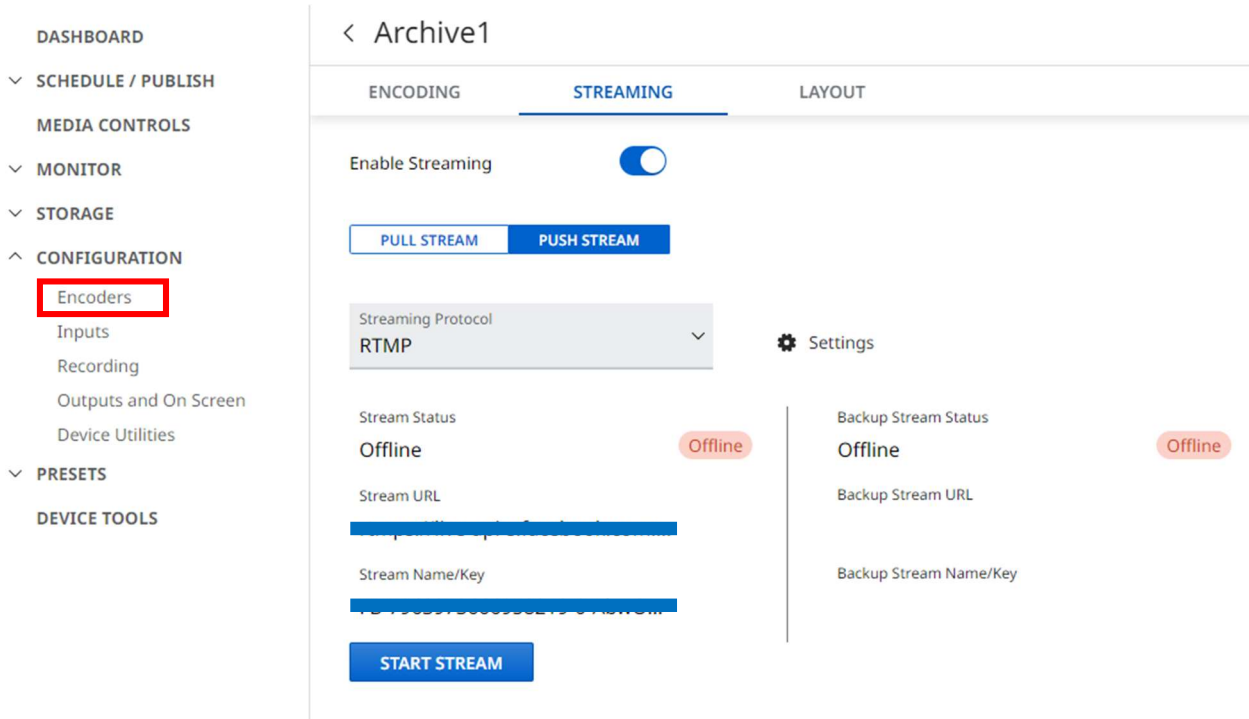 DASHBOARD
SCHEDULE / PUBLISH
MEDIA CONTROLS
MONITOR
STORAGE
CONFIGURATION
Encoders
Inputs
Recording
Outputs and On Screen
Device Utilities
PRESETS
DEVICE TOOLS
Archive1
ENCODING STREAMING LAYOUT
Enable Streaming
PULL STREAM PUSH STREAM
Streaming Protocol
RTMP
Settings
Stream Status
Offline Offline
Stream URL
Stream Name/Key
START STREAM
Backup Stream Status
Offline Offline
Backup Stream URL
Backup Stream Name/Key